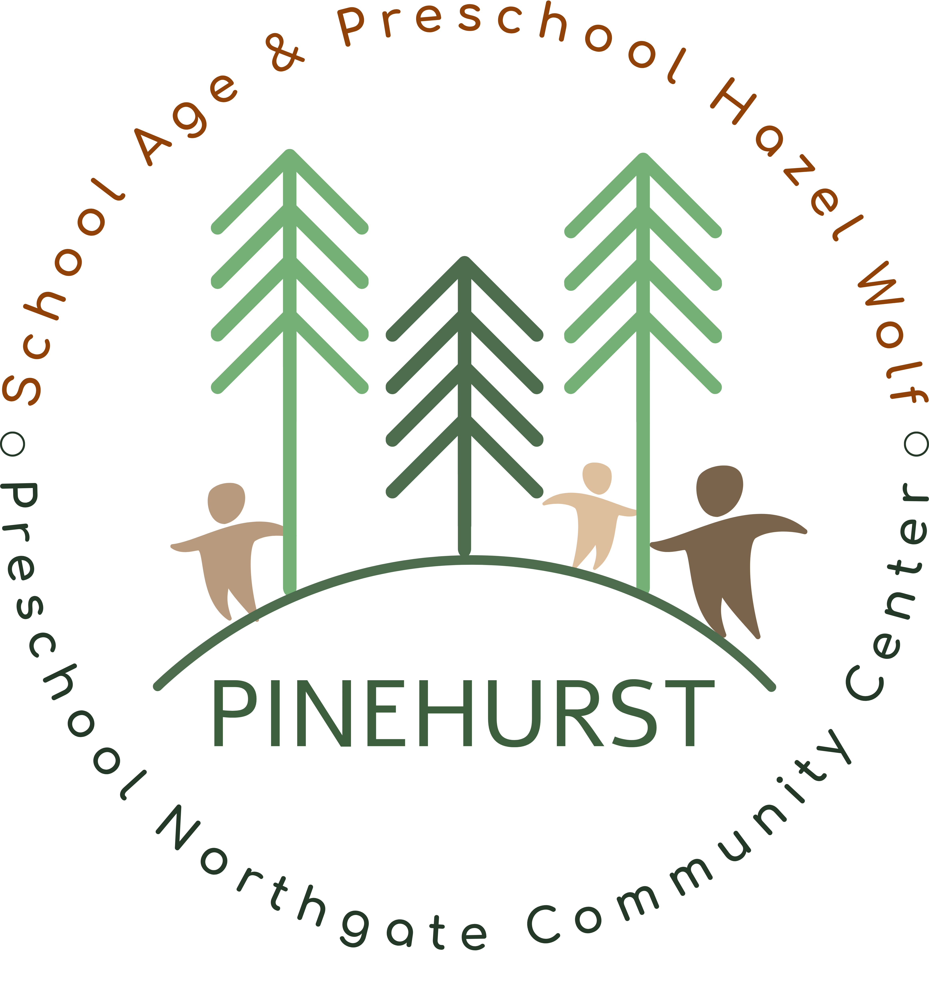 School Age & Preschool Hazel Wolf
PINEHURST
Preschool Northgate Community Center